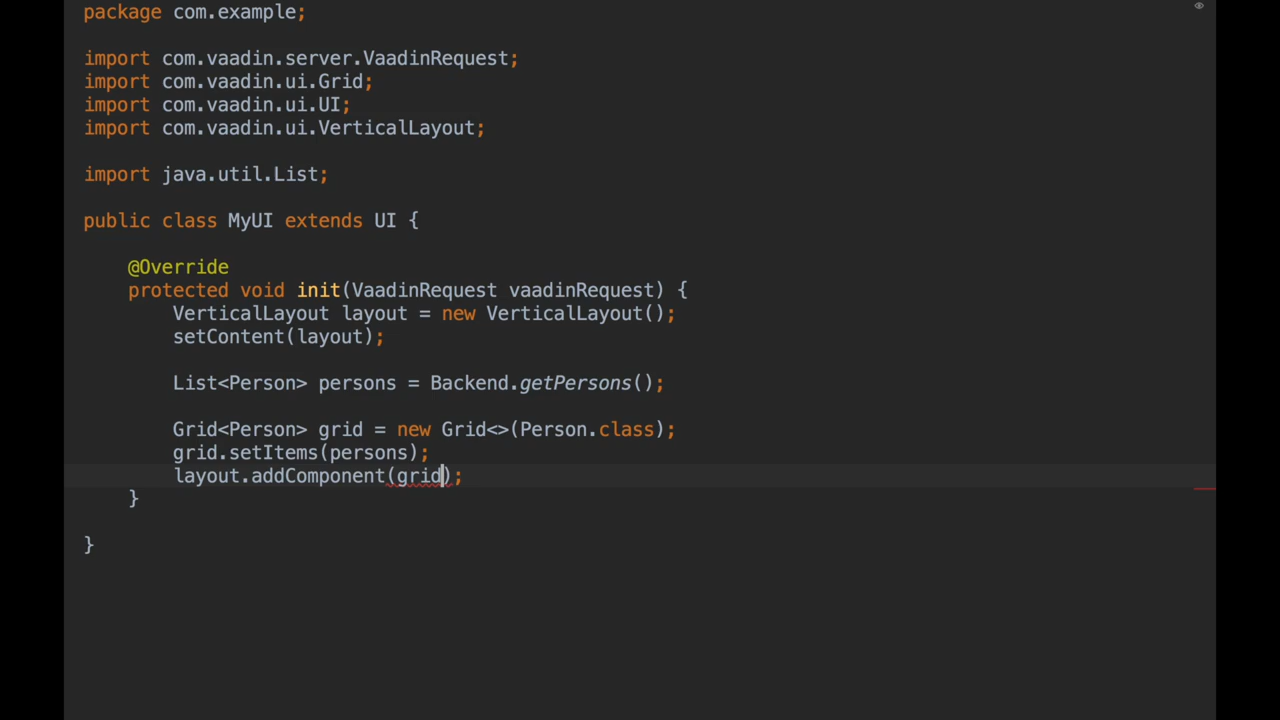 package com.example;
import com.vaadin.server.VaadinRequest;
import com.vaadin.ui.Grid;
import com.vaadin.ui.UI;
import com.vaadin.ui.VerticalLayout;
import java.util.List;
public class MyUI extends UI {
@Override
protected void init(VaadinRequest vaadinRequest) {
VerticalLayout layout = new VerticalLayout();
setContent(layout);
List<Person> persons = Backend.getPersons();
Grid<Person> grid = new Grid<>(Person.class);
grid.setItems(persons);
layout.addComponent(grid);
}
}